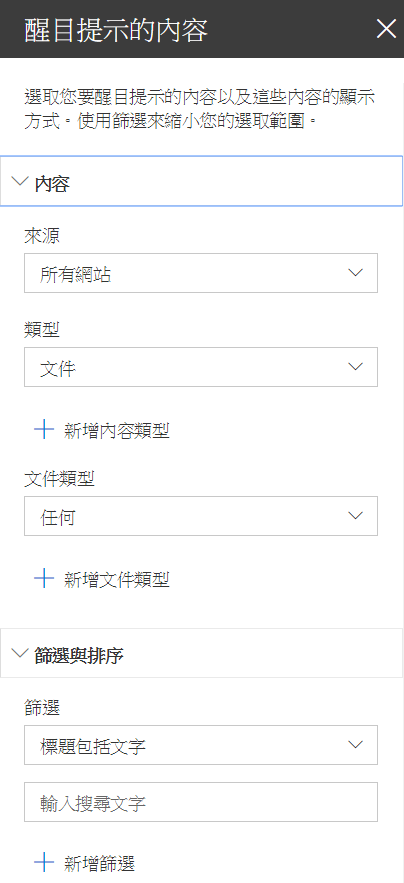 醒目提示的內容
選取您要醒目提示的內容以及這些內容的顯示
方式。使用篩選來縮小您的選取範圍。
內容
來源
所有網站
類型
文件
新增內容類型
文件類型
任何
新增文件類型
篩選與排序
篩選
標題包括文字
輸入搜尋文字
新增篩選